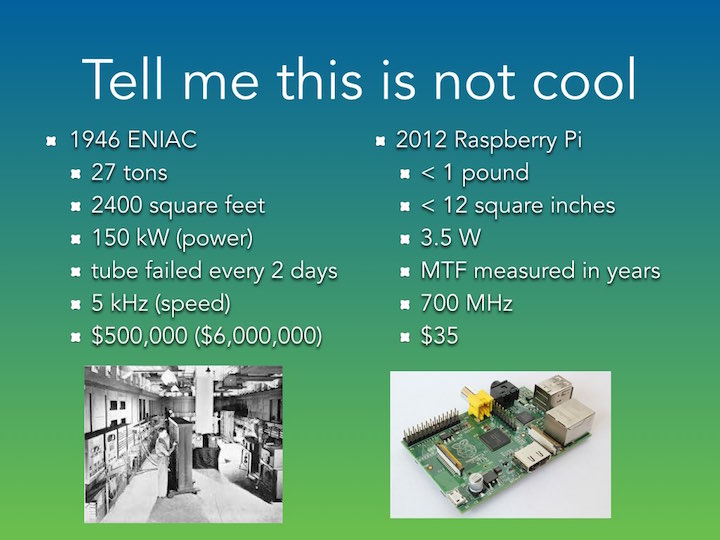 Tell me this is not cool
1946 ENIAC
27 tons
2400 square feet
150 kW (power)
tube failed every 2 days
5 kHz (speed)
$500,000 ($6,000,000)
2012 Raspberry Pi
< 1 pound
< 12 square inches
3.5 W
MTF measured in years
700 MHz
$35